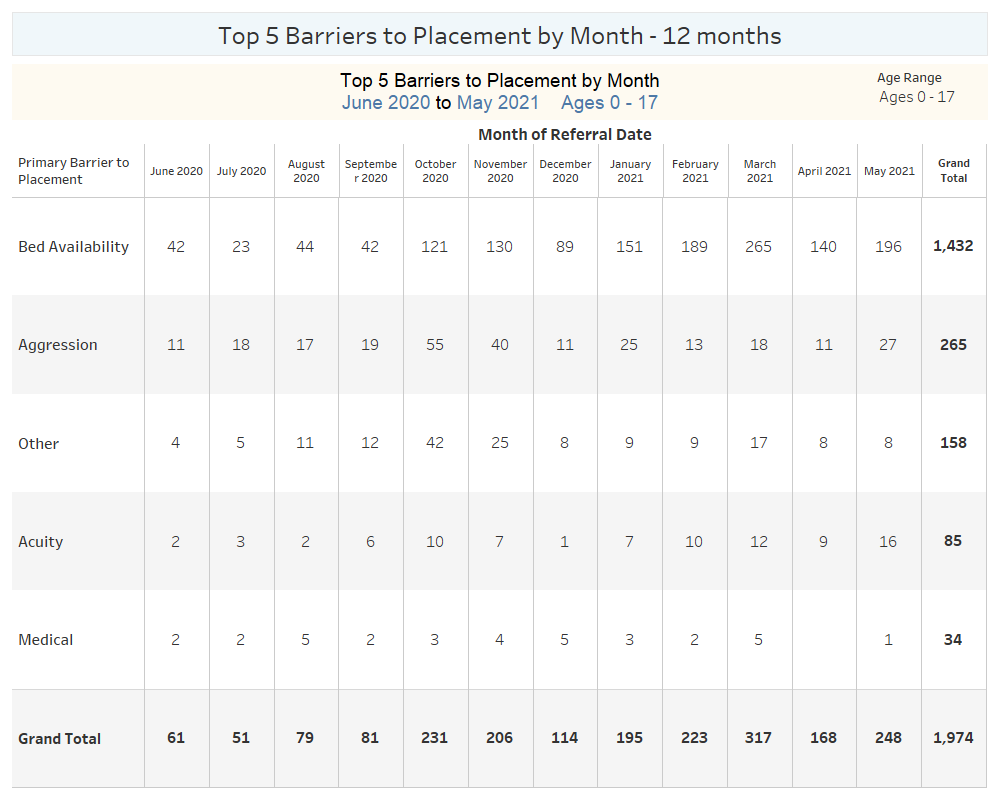 Top 5 Barriers to Placement by Month - 12 months
Top 5 Barriers to Placement by Month
June 2020 to May 2021 Ages 0 - 17
Age Range
Ages 0 - 17
Month of Referral Date
Primary Barrier to
Placement
June 2020
July 2020
August
2020
Septembe
r 2020
October
2020
November
2020
December
2020
January
2021
February
2021
March
2021
April 2021
May 2021
Grand
Total
Bed Availability 42 23 44 42 121 130 89 151 189 265 140 196 1,432
Aggression 11 18 17 19 55 40 11 25 13 18 11 27 265
Other 4 5 11 12 42 25 8 9 9 17 8 8 158
Acuity 2 3 2 6 10 7 1 7 10 12 9 16 85
Medical 2 2 5 2 3 4 5 3 2 5 1 34
Grand Total 61 51 79 81 231 206 114 195 223 317 168 248 1,974